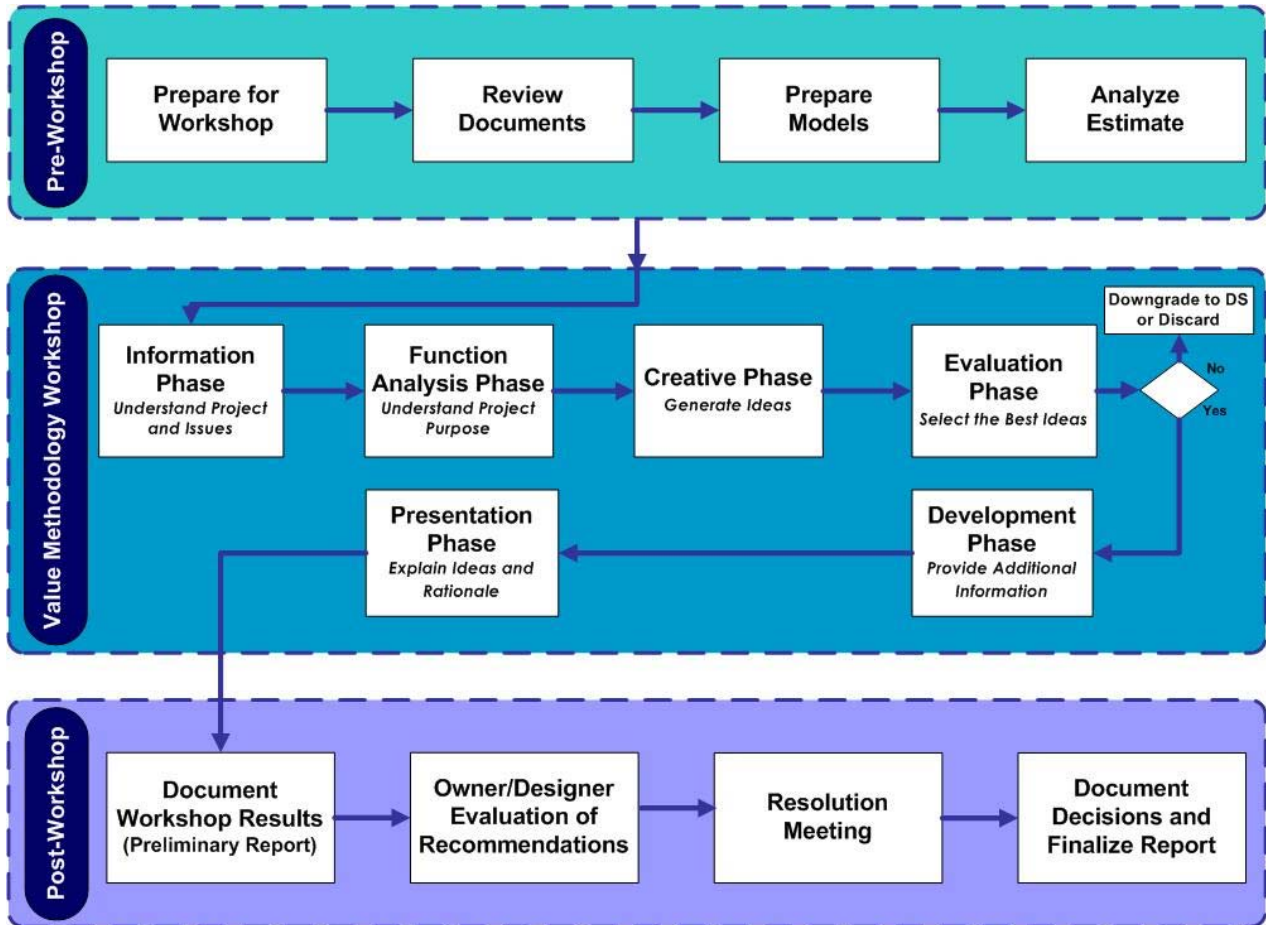 Pre-Workshop
Prepare for
Workshop
Review
Documents
Prepare
Models
Analyze
Estimate
Value Methodology Workshop
Information
Phase
Understand Project
and Issues
Function
Analysis Phase
Understand Project
Purpose
Creative Phase
Generate Ideas
Evaluation
Phase
Select the Best Ideas
Downgrade to DS
or Discard
No
Yes
Presentation
Phase
Explain Ideas and
Rationale
Development
Phase
Provide Additional
Information
Post-Workshop
Document
Workshop Results
(Preliminary Report)
Owner/Designer
Evaluation of
Recommendations
Resolution
Meeting
Document
Decisions and
Finalize Report